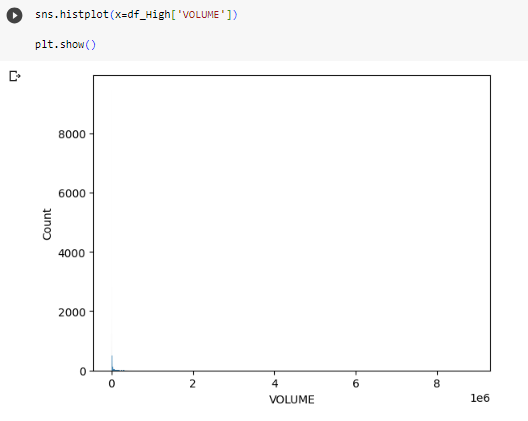 sns.histplot(x=df_High['VOLUME'])
plt.show()
8000
6000
4000
2000
0
Count
0 2 4 6 8
1e6
VOLUME